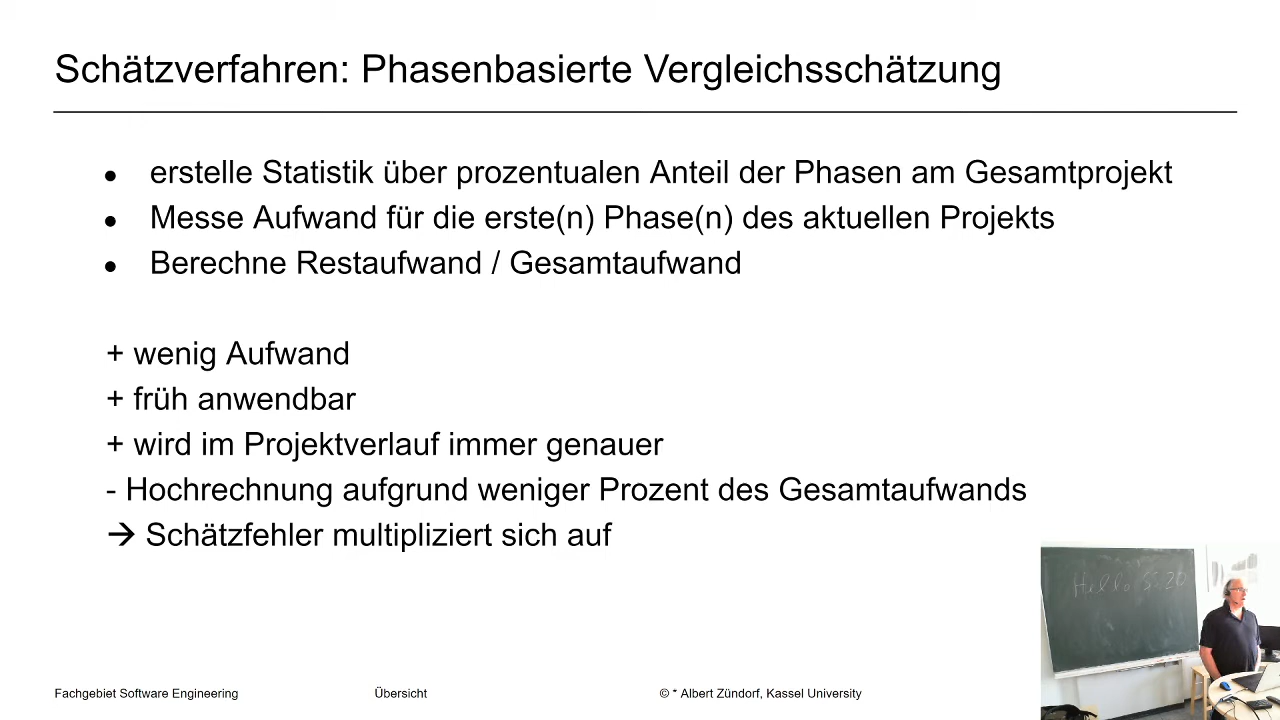 Schätzverfahren: Phasenbasierte Vergleichsschätzung
● erstelle Statistik über prozentualen Anteil der Phasen am Gesamtprojekt
● Messe Aufwand für die erste(n) Phase(n) des aktuellen Projekts
● Berechne Restaufwand / Gesamtaufwand
+ wenig Aufwand
+ früh anwendbar
+ wird im Projektverlauf immer genauer
- Hochrechnung aufgrund weniger Prozent des Gesamtaufwands
→ Schätzfehler multipliziert sich auf
Hello
Fachgebiet Software Engineering Übersicht © * Albert Zündorf, Kassel University